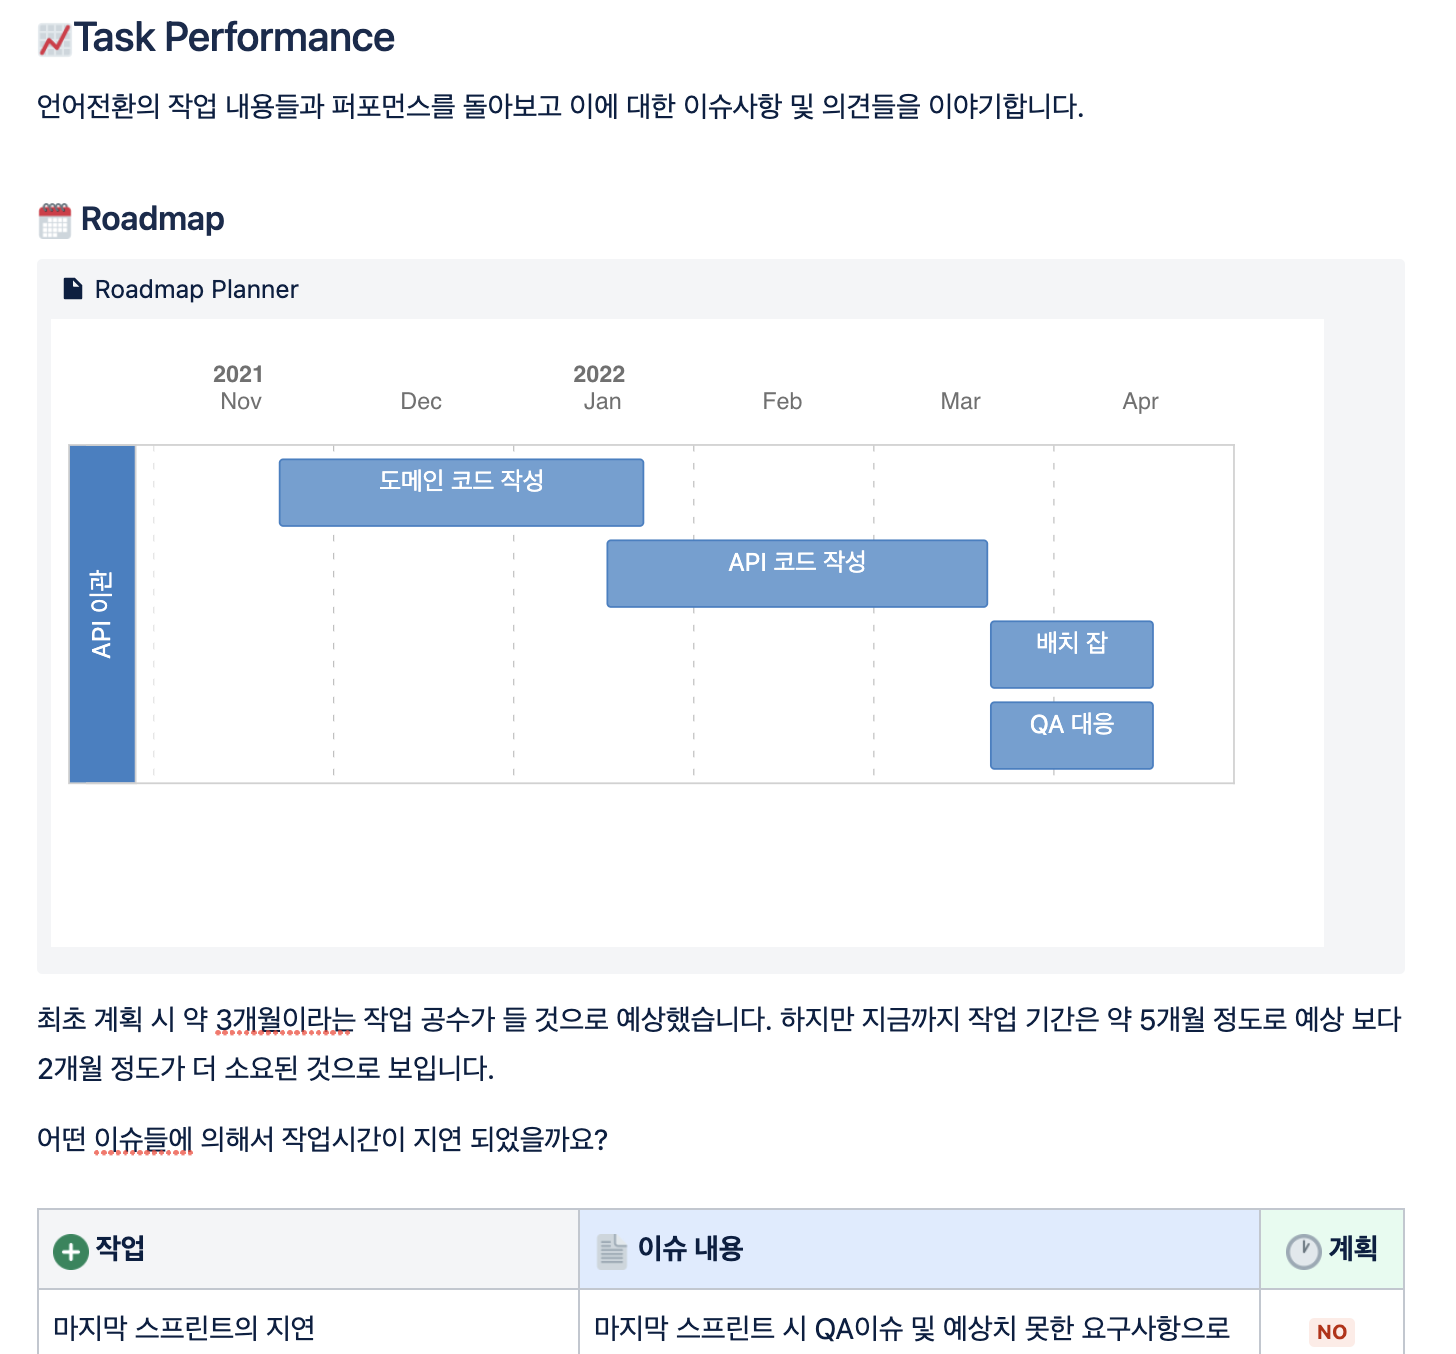 Task Performance
언어전환의 작업 내용들과 퍼포먼스를 돌아보고 이에 대한 이슈사항 및 의견들을 이야기합니다.
Roadmap
Roadmap Planner
2021
2022
Nov
Dec
Jan
Feb
Mar
Apr
API 이관
도메인 코드 작성
API 코드 작성
배치 잡
QA 대응
최초 계획 시 약 3개월이라는 작업 공수가 들 것으로 예상했습니다. 하지만 지금까지 작업 기간은 약 5개월 정도로 예상 보다
2개월 정도가 더 소요된 것으로 보입니다.
어떤 이슈들에 의해서 작업시간이 지연 되었을까요?
작업
이슈 내용
계획
마지막 스프린트의 지연
마지막 스프린트 시 QA이슈 및 예상치 못한 요구사항으로
NO